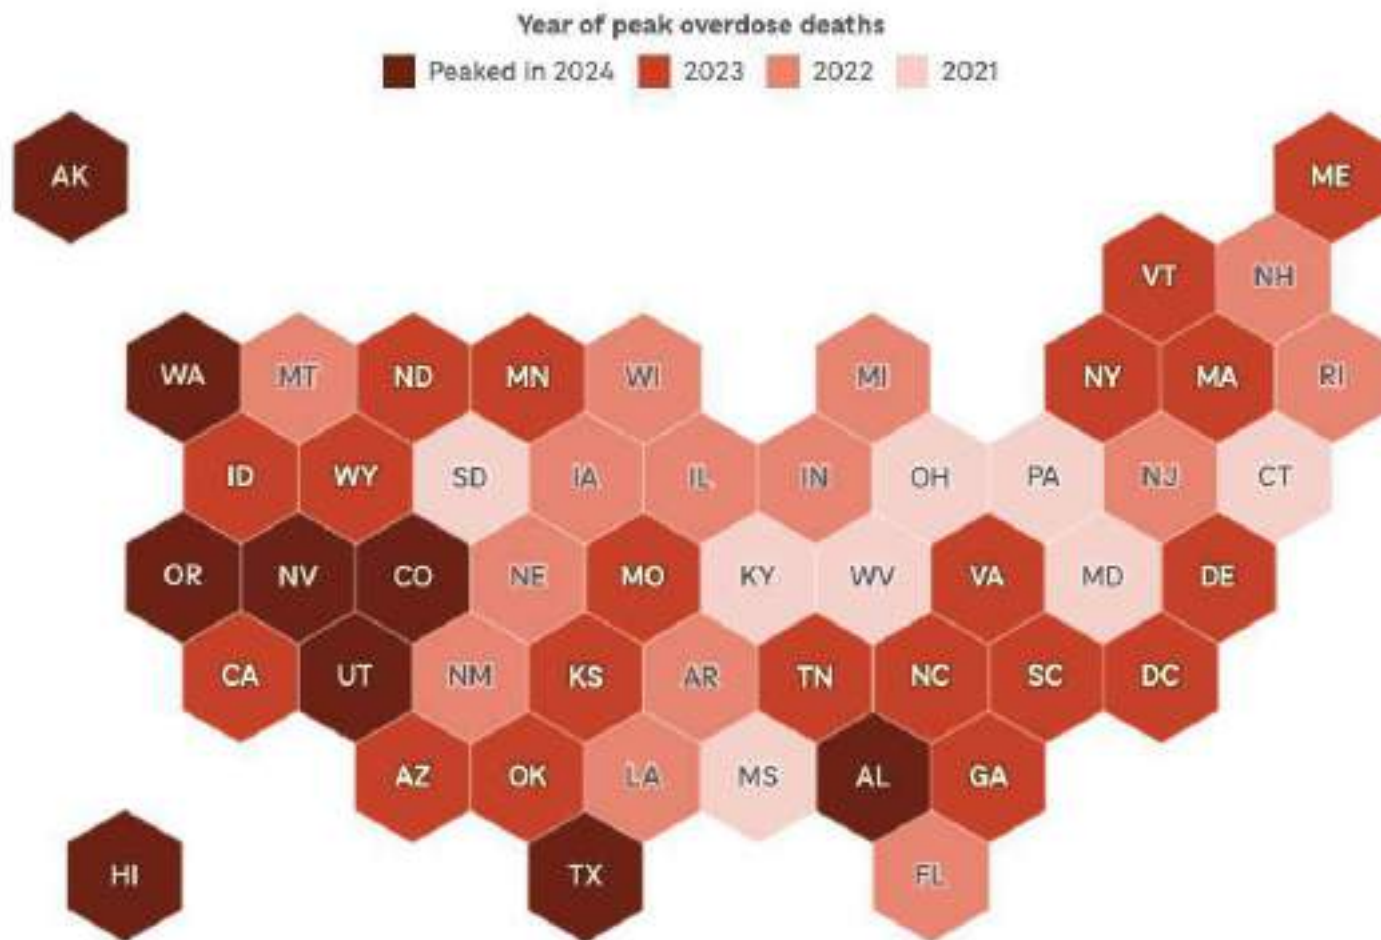 Year of peak overdose deaths
Peaked in 2024 2023 2022 2021
AK ME
VT NH
WA MT ND MN WI MI NY MA RI
ID WY SD IA IL IN OH PA NJ CT
OR NV CO NE MO KY WV VA MD DE
CA UT NM KS AR TN NC SC DC
AZ OK LA MS AL GA
HI TX FL